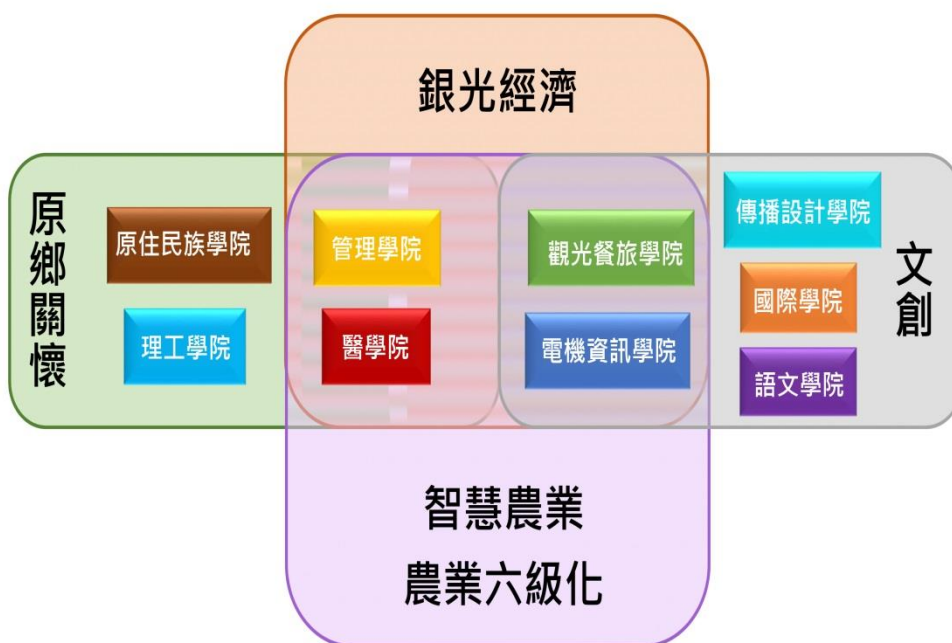 銀光經濟
原鄉關懷
原住民族學院
理工學院
管理學院
醫學院
觀光餐旅學院
電機資訊學院
傳播設計學院
國際學院
語文學院
文創
智慧農業
農業六級化